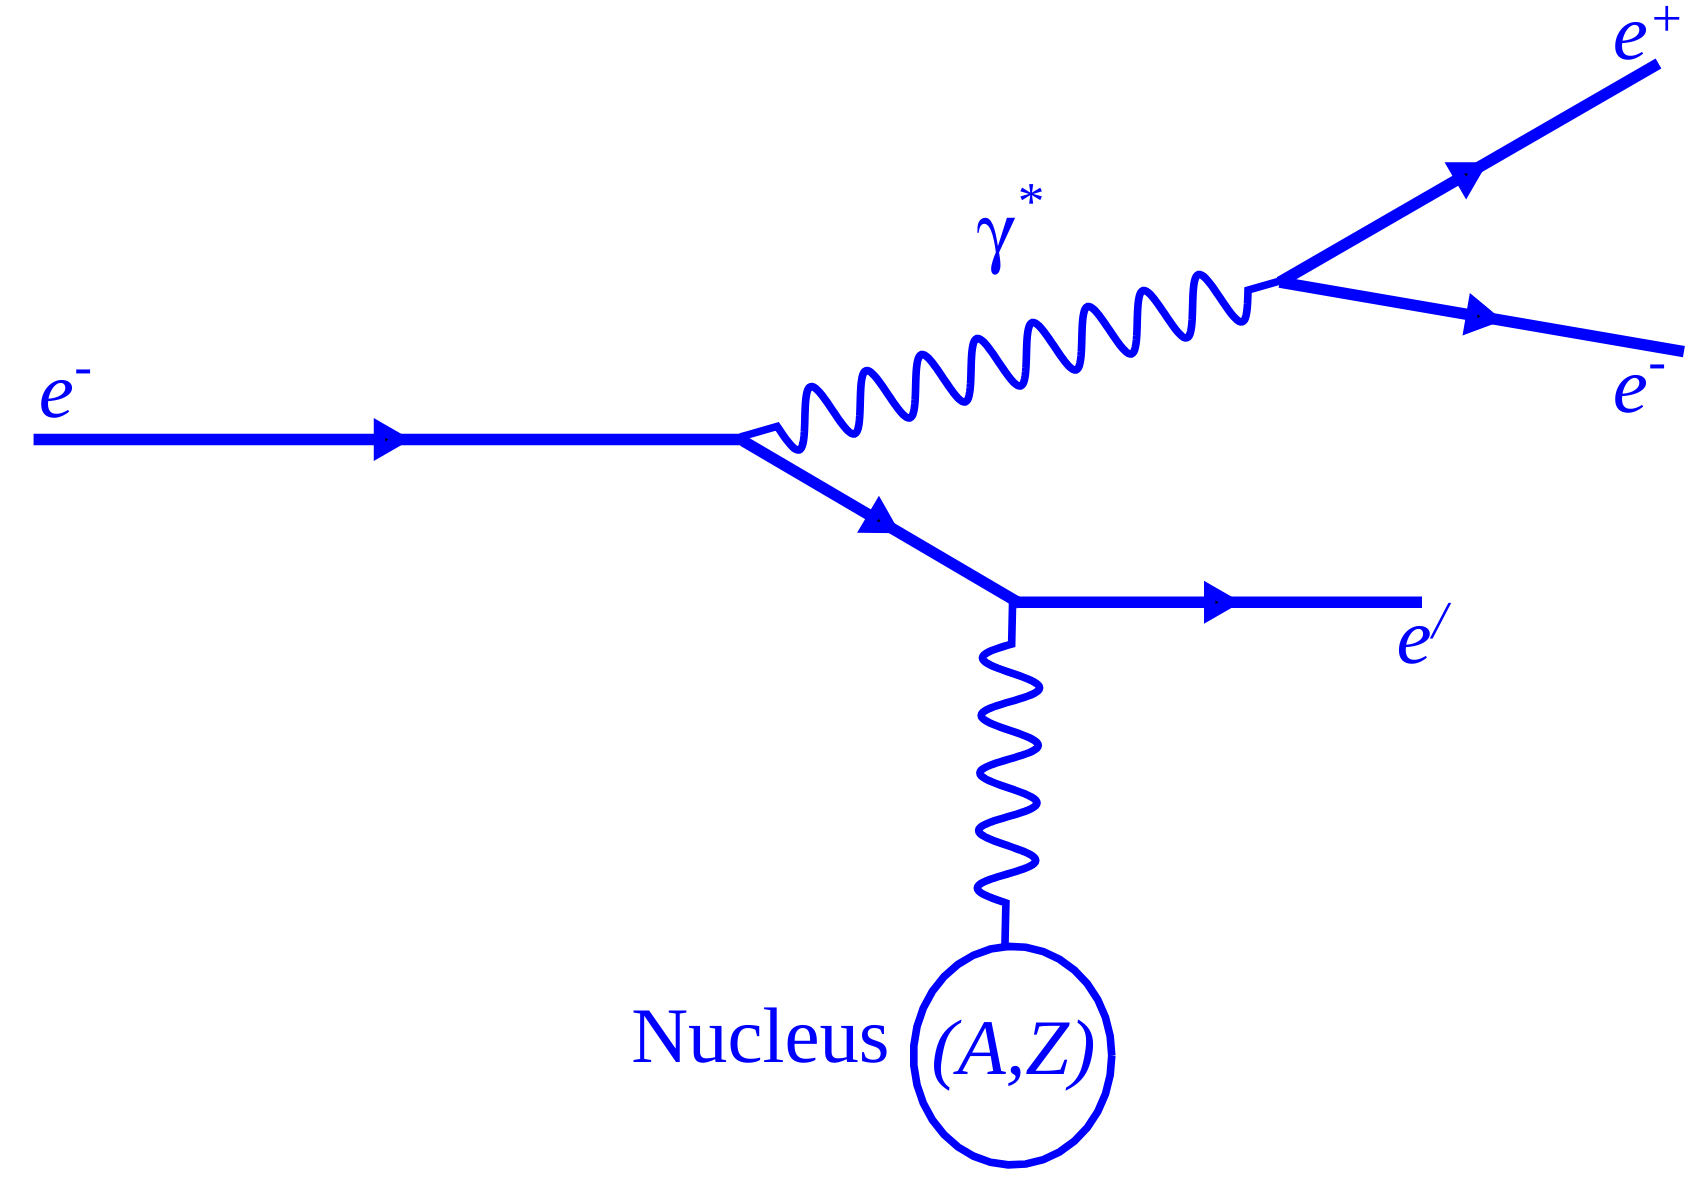 e⁺
γ*
e⁻
e⁻
e/
Nucleus (A,Z)